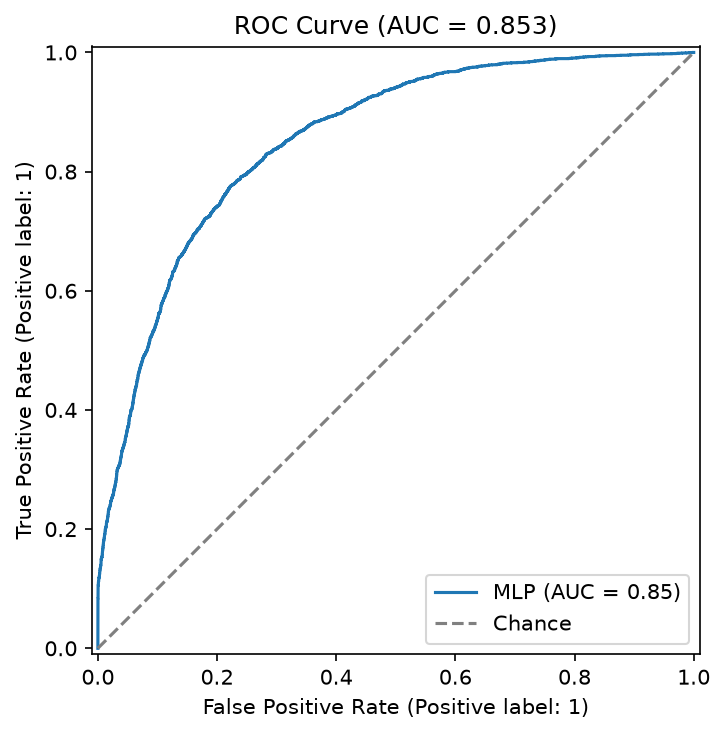 ROC Curve (AUC = 0.853)
True Positive Rate (Positive label: 1)
1.0
0.8
0.6
0.4
0.2
0.0
MLP (AUC = 0.85)
Chance
0.0 0.2 0.4 0.6 0.8 1.0
False Positive Rate (Positive label: 1)